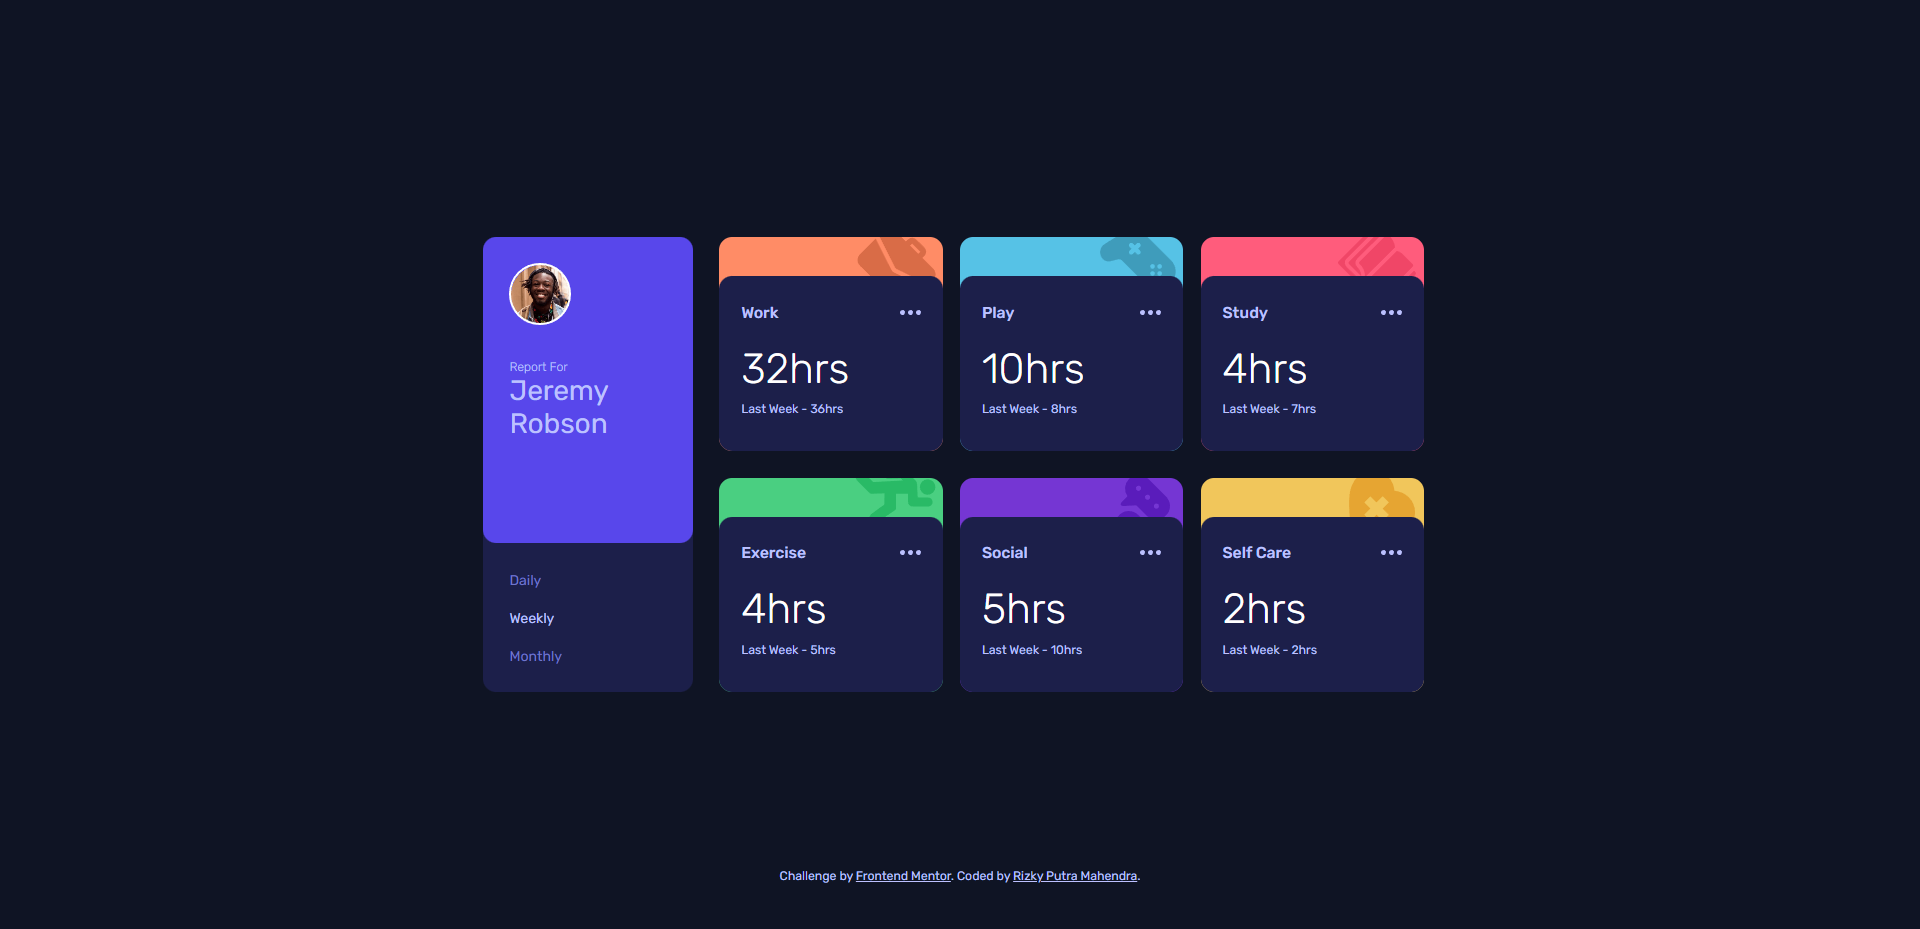 Report For
Jeremy
Robson
Daily
Weekly
Monthly
Work
32hrs
Last Week - 36hrs
Play
10hrs
Last Week - 8hrs
Study
4hrs
Last Week - 7hrs
Exercise
4hrs
Last Week - 5hrs
Social
5hrs
Last Week - 10hrs
Self Care
2hrs
Last Week - 2hrs
Challenge by Frontend Mentor. Coded by Rizky Putra Mahendra.